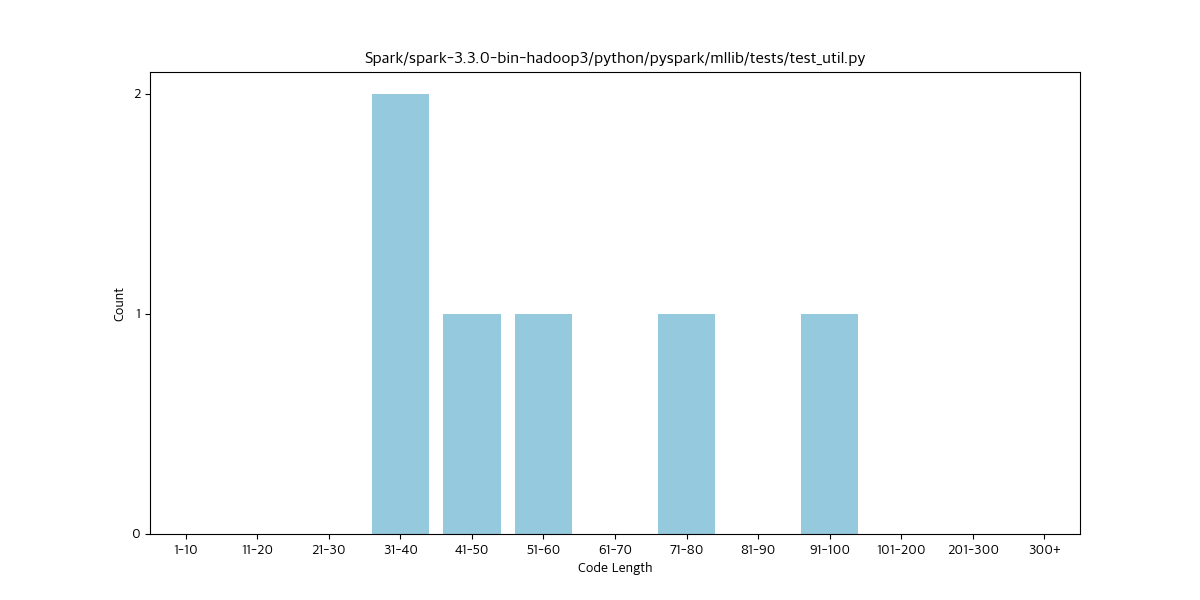 Spark/spark-3.3.0-bin-hadoop3/python/pyspark/mllib/tests/test_util.py
2
1
0
Count
1-10 11-20 21-30 31-40 41-50 51-60 61-70 71-80 81-90 91-100 101-200 201-300 300+
Code Length